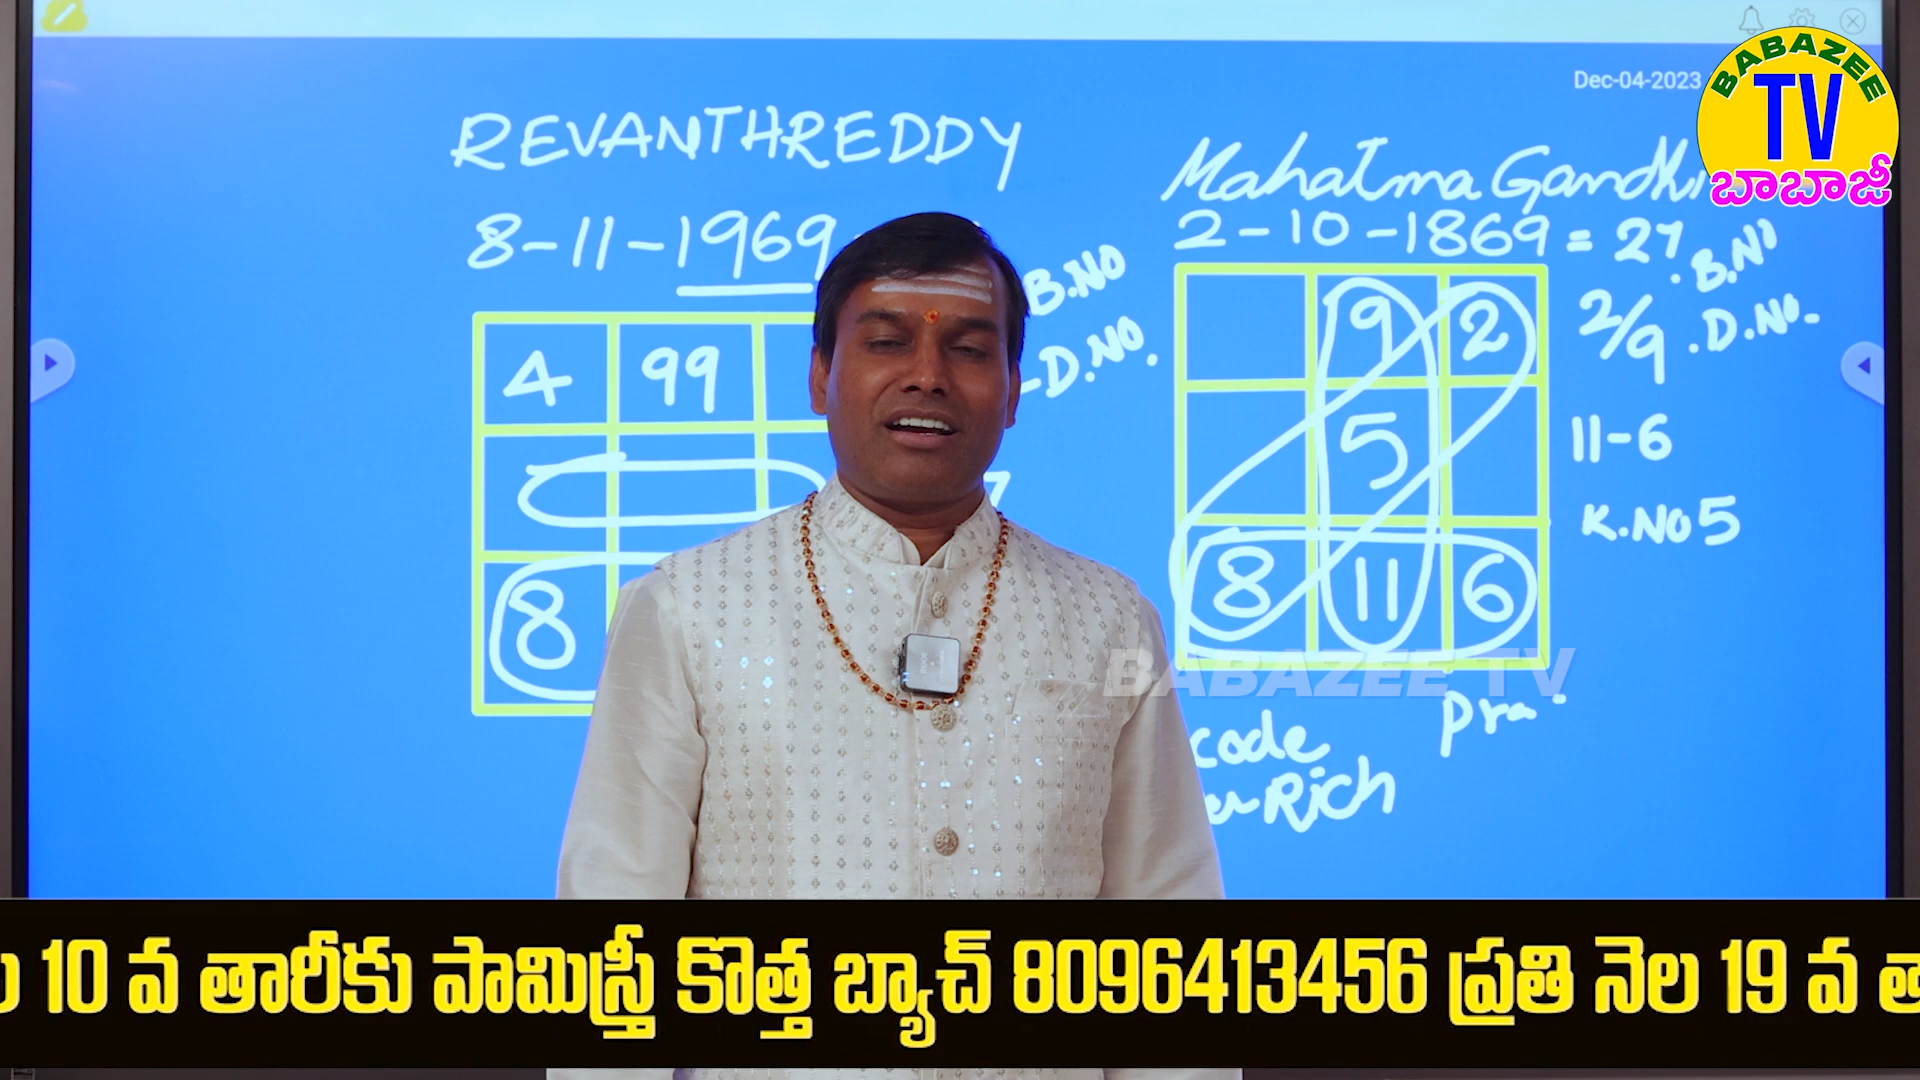 Dec-04-2023
BABAZEE
TV
బాబాజీ
REVANTHREDDY
8-11-1969
B.NO
D.NO.
4 99
8
Mahatma Gandhi
2-10-1869 = 27
B.NO
2/9 .D.NO.
11-6
K.NO 5
9 2
5
8 11 6
BABAZEE TV
code
Rich
10 వ తారీకు పామిస్త్రీ కొత్త బ్యాచ్ 8096413456 ప్రతి నెల 19 వ